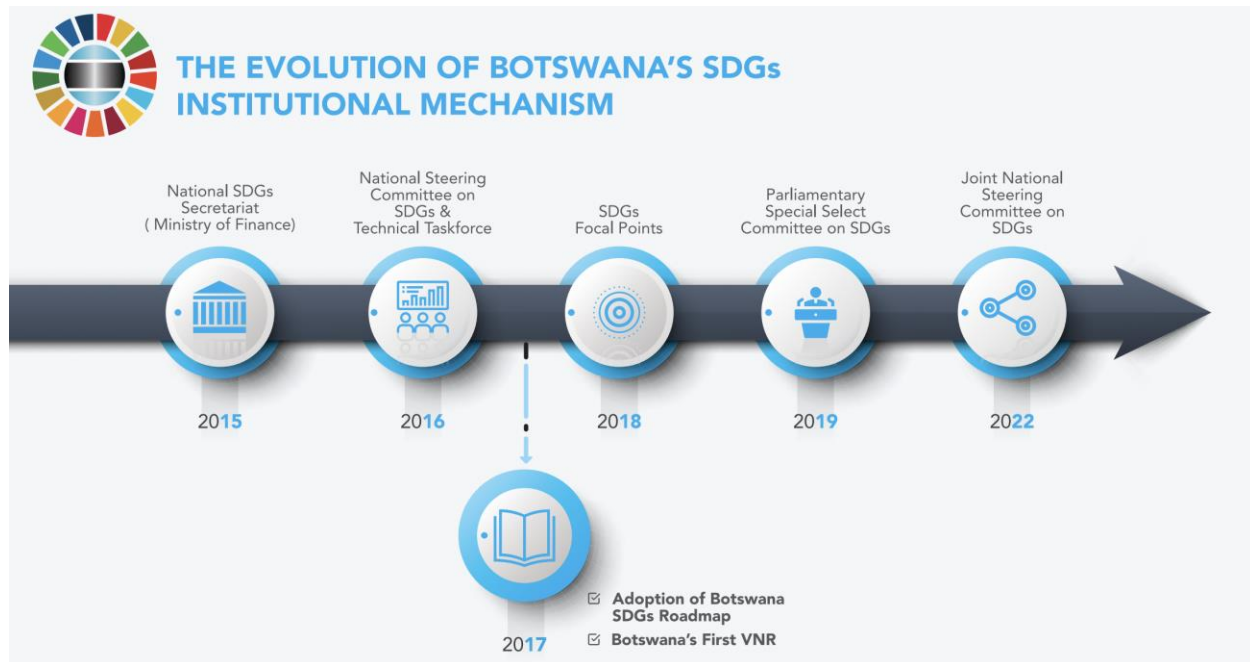 THE EVOLUTION OF BOTSWANA'S SDGs
INSTITUTIONAL MECHANISM
National SDGs
Secretariat
( Ministry of Finance)
National Steering
Committee on
SDGs &
Technical Taskforce
SDGs
Focal Points
Parliamentary
Special Select
Committee on SDGs
Joint National
Steering
Committee on
SDGs
2015
2016
2018
2019
2022
Adoption of Botswana
SDGs Roadmap
Botswana's First VNR
2017